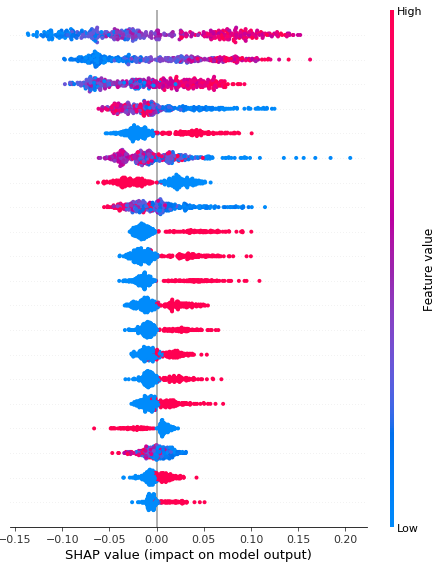 High
Feature value
Low
−0.15 −0.10 −0.05 0.00 0.05 0.10 0.15 0.20
SHAP value (impact on model output)